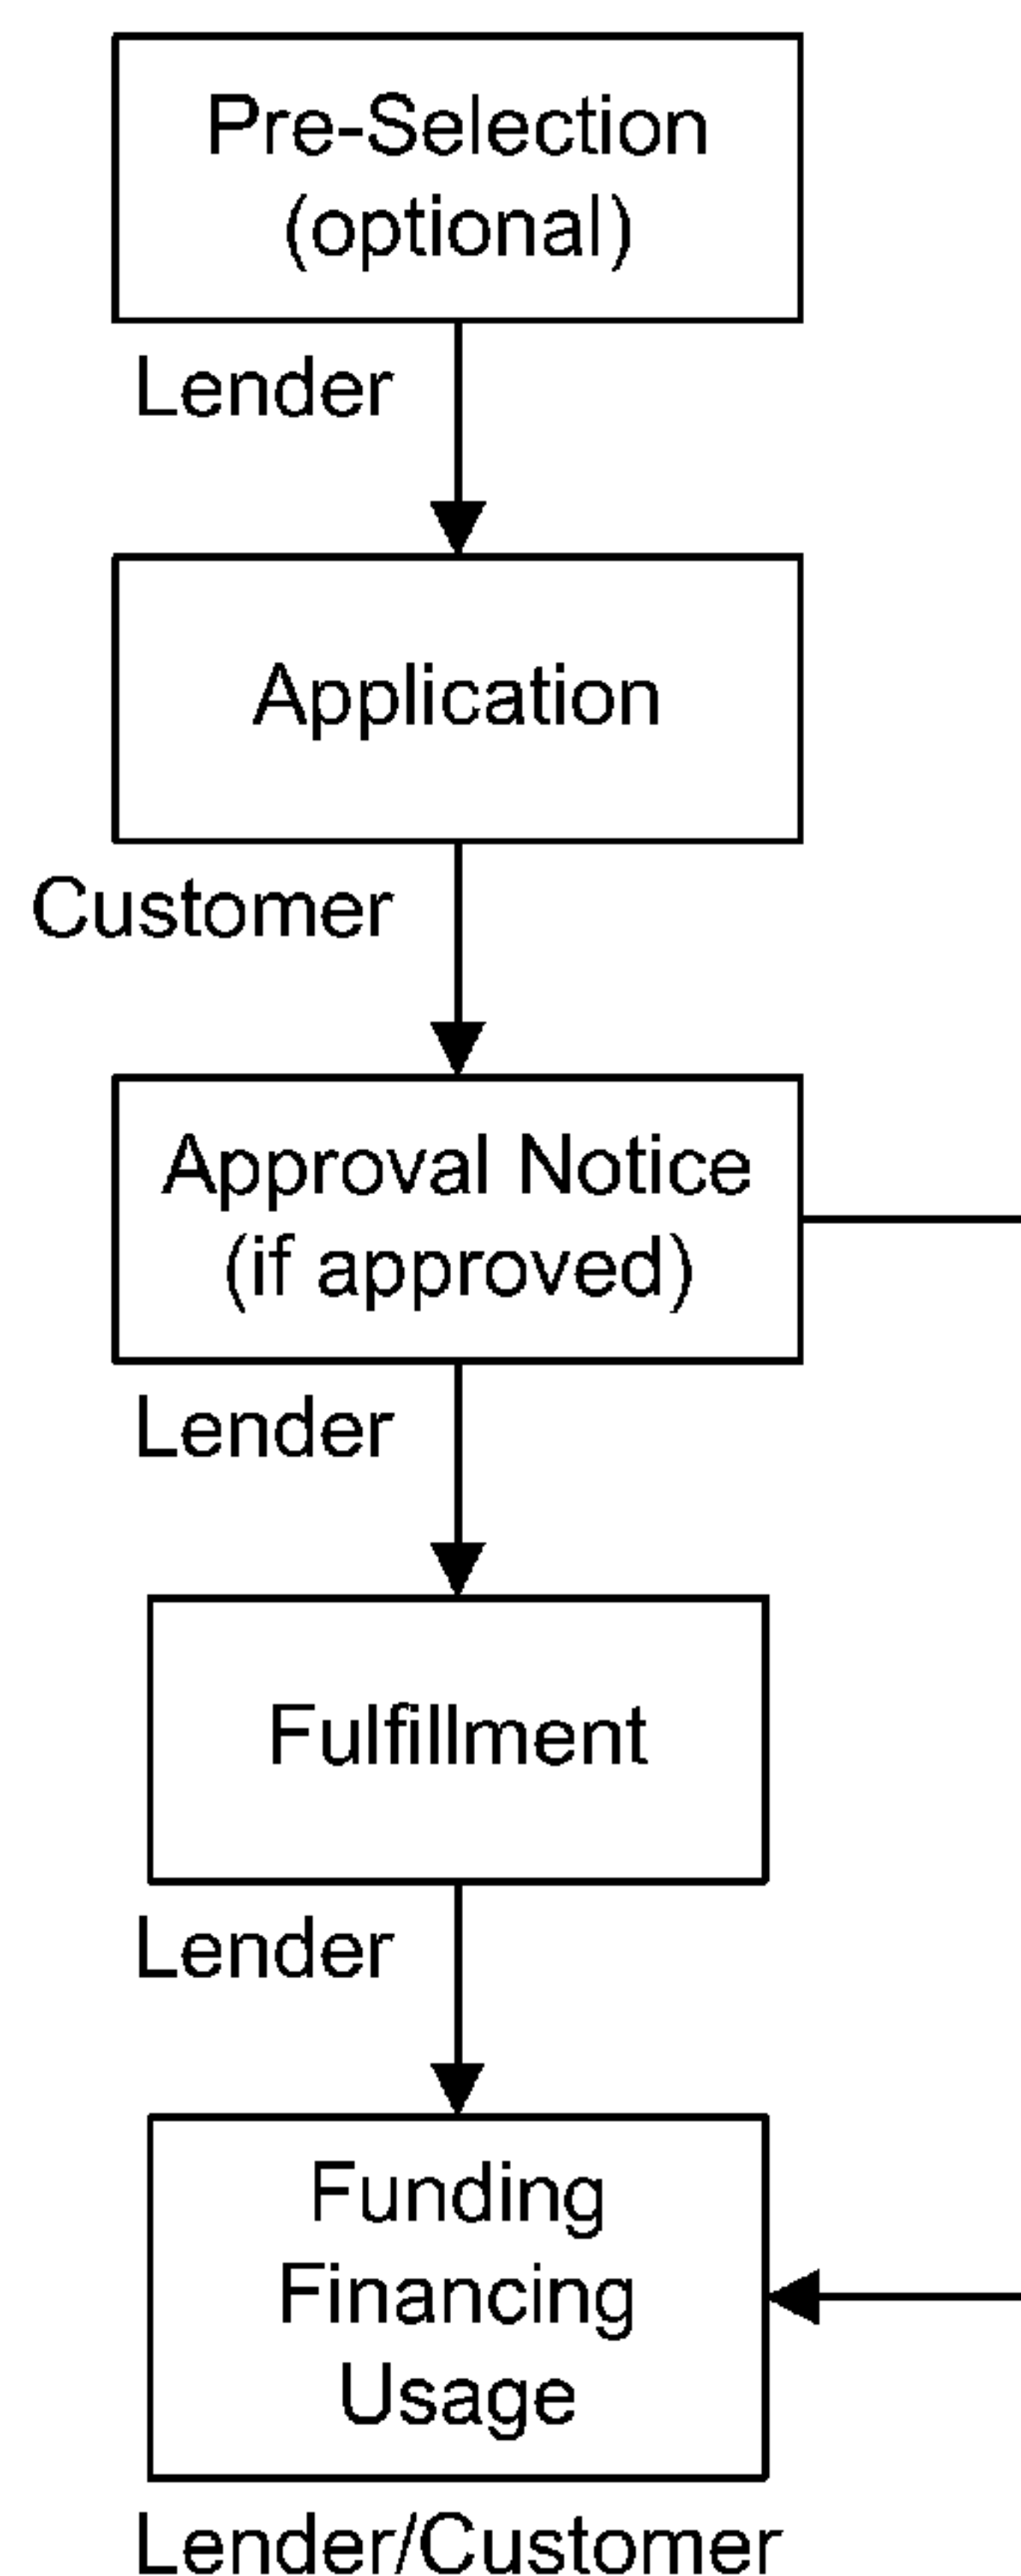 Pre-Selection
(optional)
Lender
Application
Customer
Approval Notice
(if approved)
Lender
Fulfillment
Lender
Funding
Financing
Usage
Lender/Customer